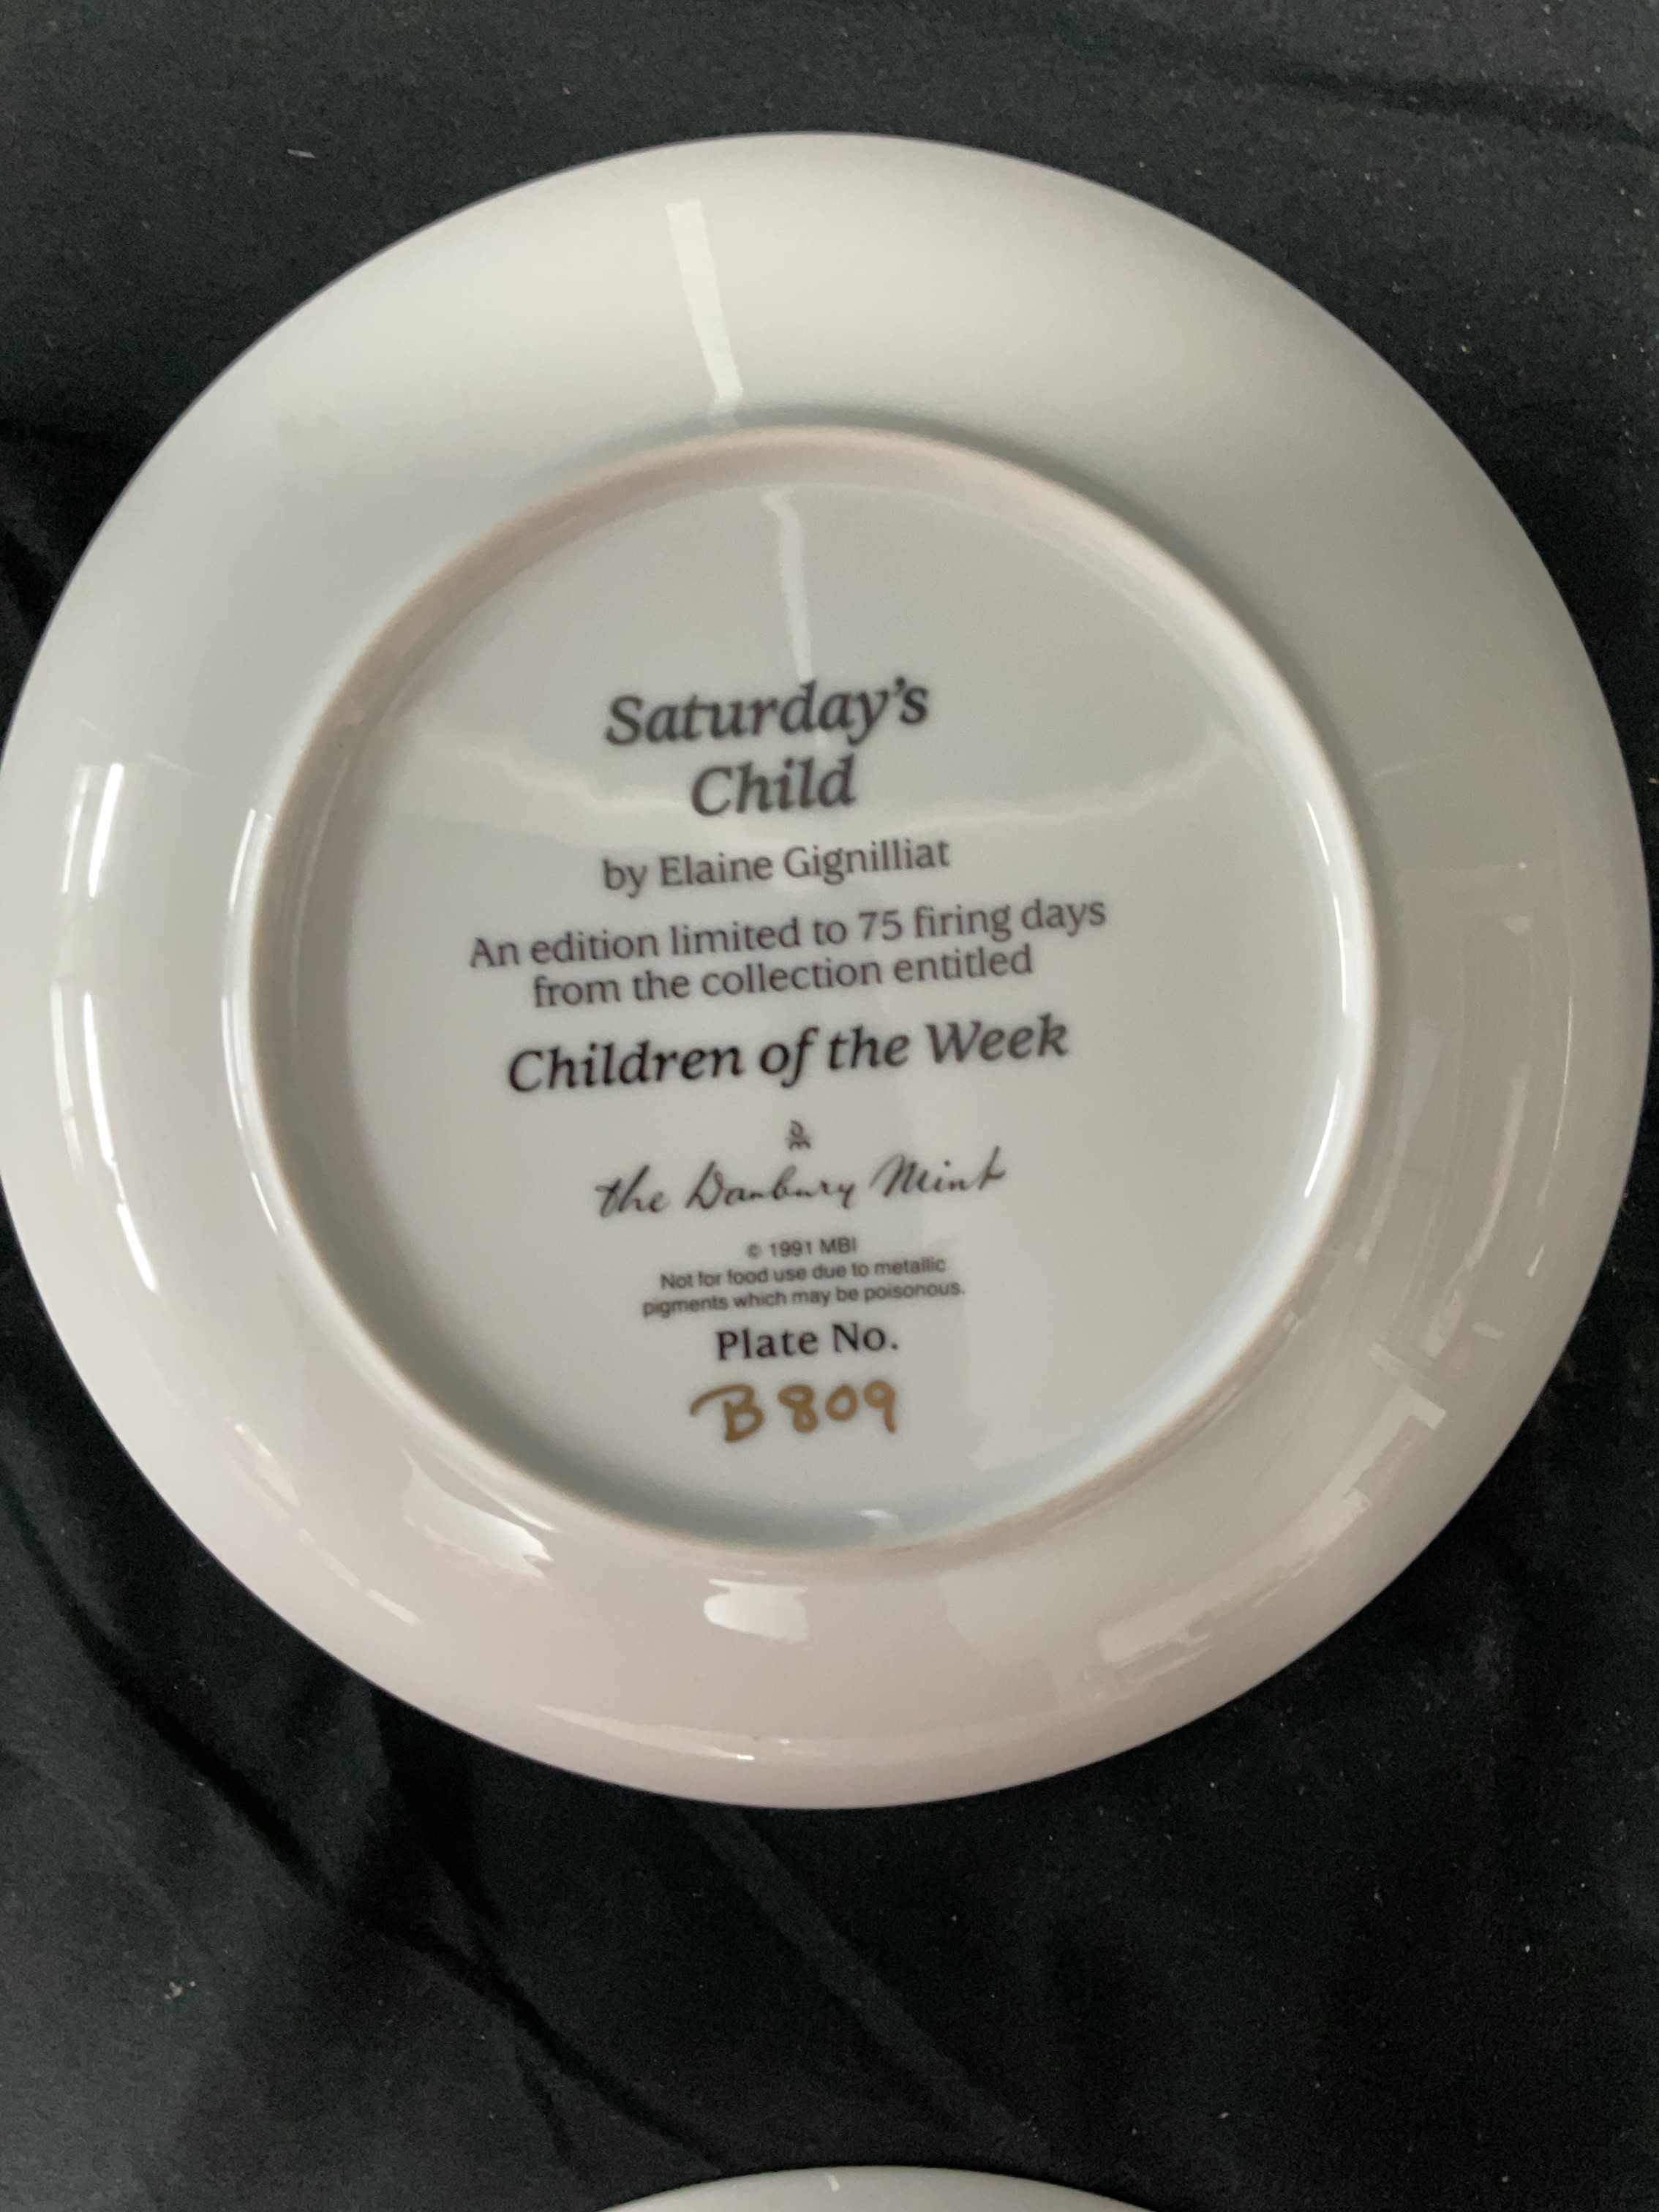 Saturday's
Child
by Elaine Gignilliat
An edition limited to 75 firing days
from the collection entitled
Children of the Week
the Danbury Mint
© 1991 MBI
Not for food use due to metallic
pigments which may be poisonous.
Plate No.
B809